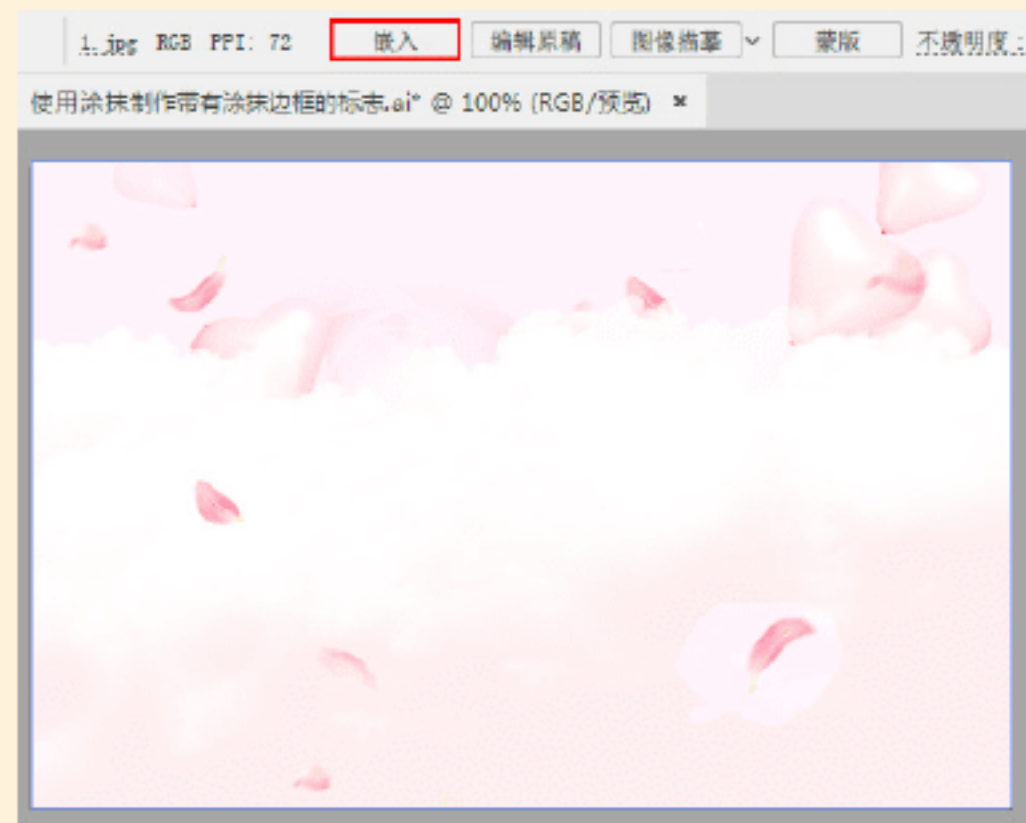 1. jpg RGB PPI: 72 嵌入 编辑原稿 图像描摹 蒙版 不透明度：
使用涂抹制作带有涂抹边框的标志.ai* @ 100% (RGB/预览) ×